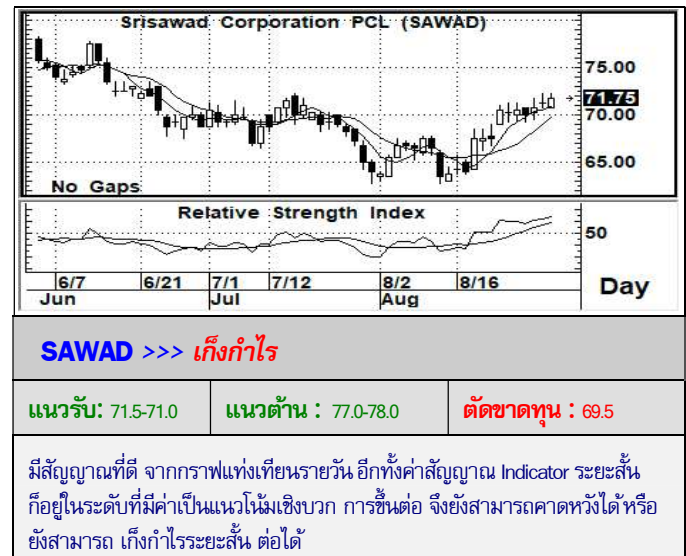 Srisawad Corporation PCL (SAWAD)
75.00
71.75
70.00
65.00
No Gaps
Relative Strength Index
50
6/7 6/21 7/1 7/12 8/2 8/16
Jun Jul Aug
Day
SAWAD >>> เก็งกำไร
แนวรับ: 71.5-71.0 แนวต้าน : 77.0-78.0 ตัดขาดทุน : 69.5
มีสัญญาณที่ดี จากกราฟแท่งเทียนรายวัน อีกทั้งค่าสัญญาณ Indicator ระยะสั้น
ก็อยู่ในระดับที่มีค่าเป็นแนวโน้มเชิงบวก การขึ้นต่อ จึงยังสามารถคาดหวังได้ หรือ
ยังสามารถ เก็งกำไรระยะสั้น ต่อได้